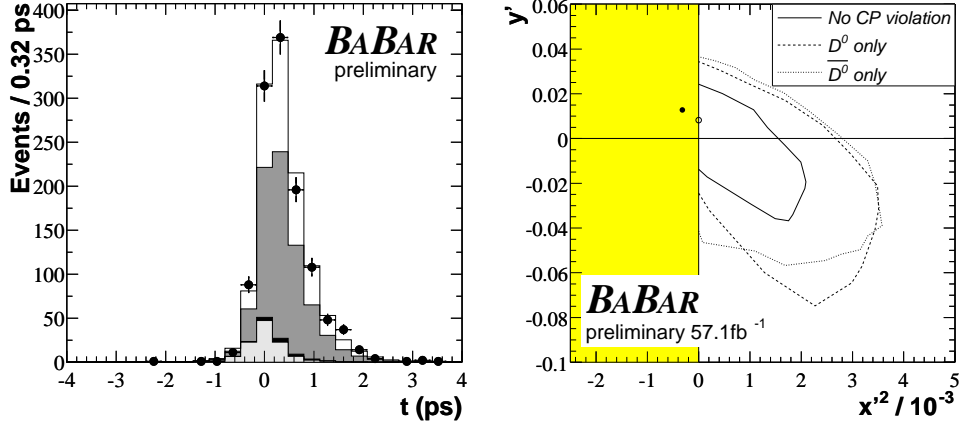 Events / 0.32 ps
400
350
300
250
200
150
100
50
0
-4 -3 -2 -1 0 1 2 3 4
t (ps)
BABAR
preliminary
y'
0.06
0.04
0.02
0
-0.02
-0.04
-0.06
-0.08
-0.1
-2 -1 0 1 2 3 4 5
x'² / 10⁻³
No CP violation
D⁰ only
D̅⁰ only
BABAR
preliminary 57.1fb ⁻¹